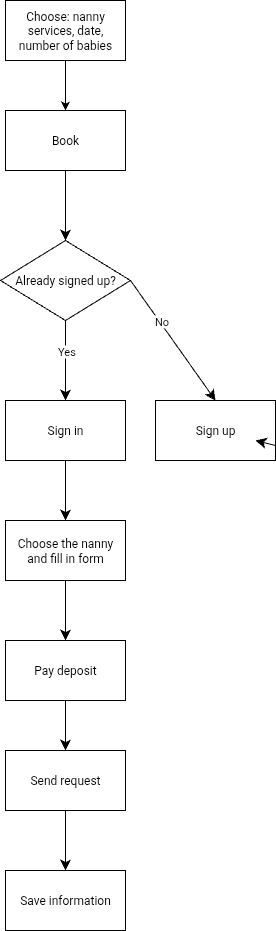 Choose: nanny
services, date,
number of babies
Book
Already signed up?
No
Yes
Sign in
Sign up
Choose the nanny
and fill in form
Pay deposit
Send request
Save information